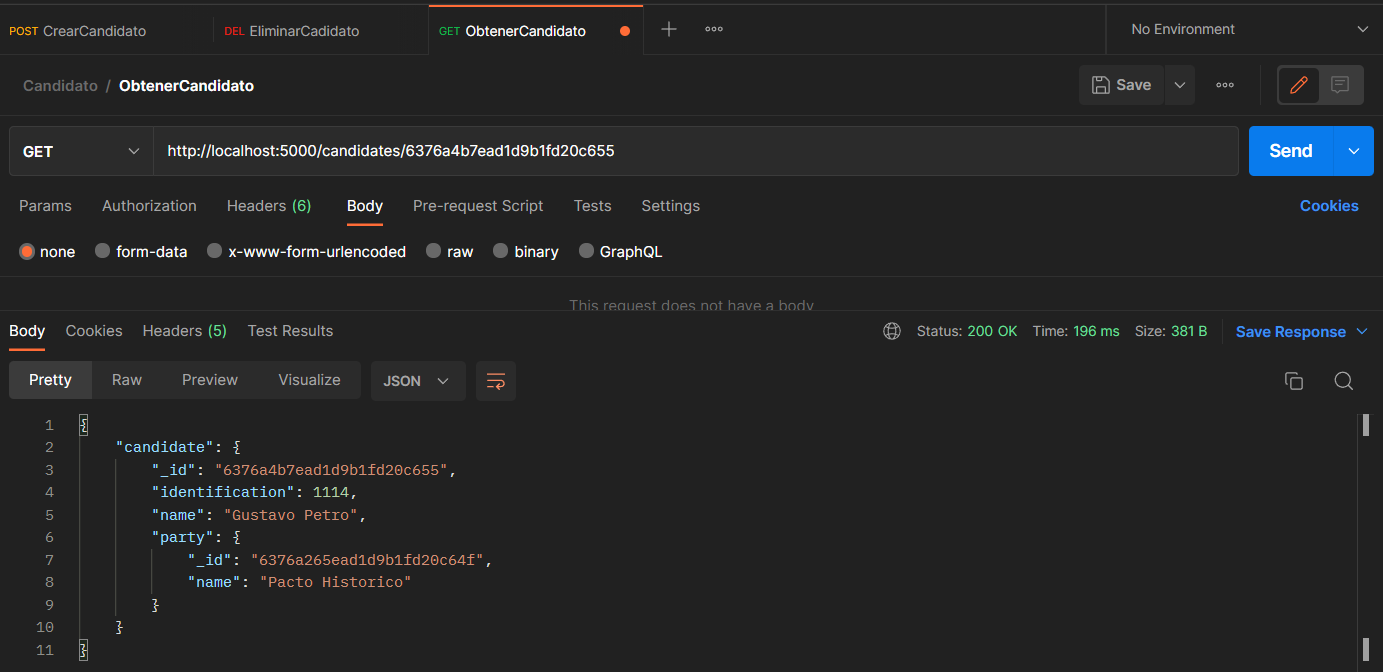 POST CrearCandidato DEL EliminarCadidato GET ObtenerCandidato No Environment
Candidato / ObtenerCandidato Save
GET http://localhost:5000/candidates/6376a4b7ead1d9b1fd20c655 Send
Params Authorization Headers (6) Body Pre-request Script Tests Settings Cookies
none form-data x-www-form-urlencoded raw binary GraphQL
This request does not have a body
Body Cookies Headers (5) Test Results Status: 200 OK Time: 196 ms Size: 381 B Save Response
Pretty Raw Preview Visualize JSON
1 {
2 "candidate": {
3 "_id": "6376a4b7ead1d9b1fd20c655",
4 "identification": 1114,
5 "name": "Gustavo Petro",
6 "party": {
7 "_id": "6376a265ead1d9b1fd20c64f",
8 "name": "Pacto Historico"
9 }
10 }
11 }